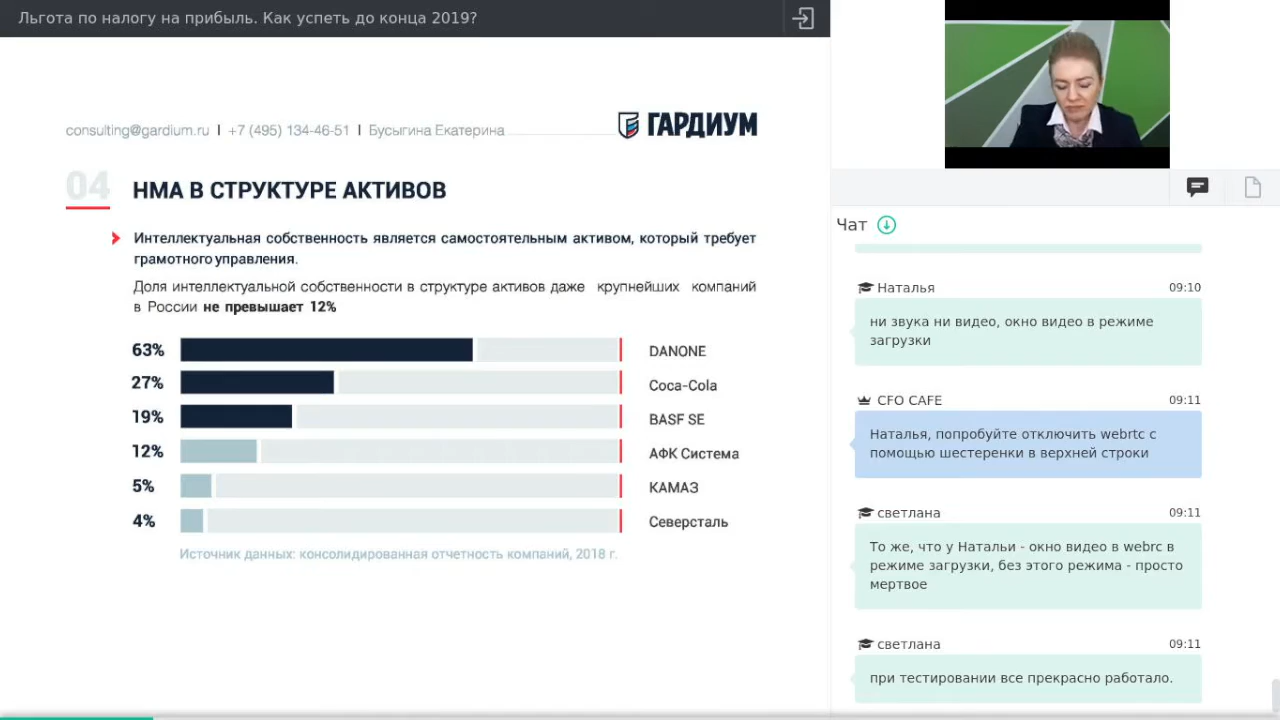 Льгота по налогу на прибыль. Как успеть до конца 2019?
consulting@gardium.ru I +7 (495) 134-46-51 I Бусыгина Екатерина
ГАРДИУМ
04
НМА В СТРУКТУРЕ АКТИВОВ
Интеллектуальная собственность является самостоятельным активом, который требует
грамотного управления.
Доля интеллектуальной собственности в структуре активов даже крупнейших компаний
в России не превышает 12%
63% DANONE
27% Coca-Cola
19% BASF SE
12% АФК Система
5% КАМАЗ
4% Северсталь
Источник данных: консолидированная отчетность компаний, 2018 г.
Чат
Наталья 09:10
ни звука ни видео, окно видео в режиме
загрузки
CFO CAFE 09:11
Наталья, попробуйте отключить webrtc с
помощью шестеренки в верхней строки
светлана 09:11
То же, что у Натальи - окно видео в webrc в
режиме загрузки, без этого режима - просто
мертвое
светлана 09:11
при тестировании все прекрасно работало.